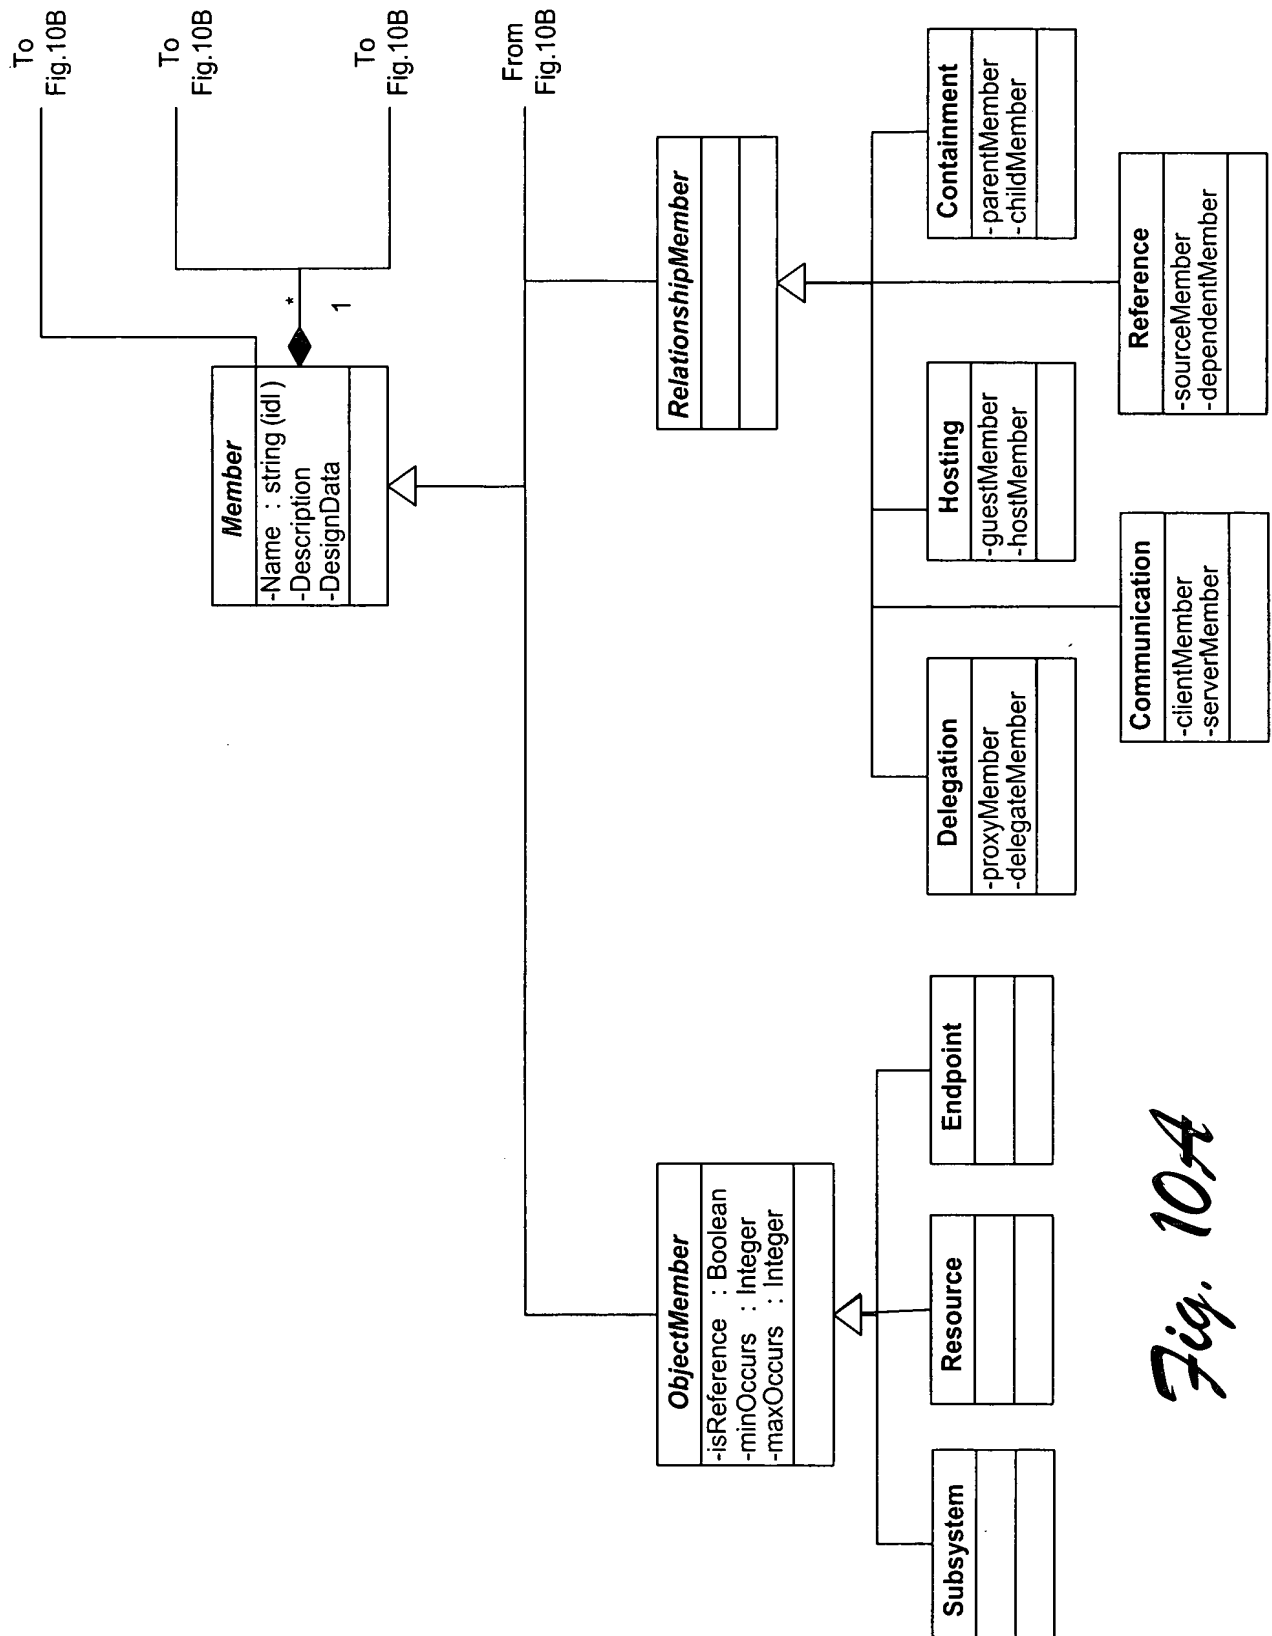 To
Fig.10B
To
Fig.10B
To
Fig.10B
From
Fig.10B
Member
-Name : string (idl)
-Description
-DesignData
*
1
ObjectMember
-isReference : Boolean
-minOccurs : Integer
-maxOccurs : Integer
RelationshipMember
Subsystem
Resource
Endpoint
Delegation
-proxyMember
-delegateMember
Hosting
-guestMember
-hostMember
Containment
-parentMember
-childMember
Communication
-clientMember
-serverMember
Reference
-sourceMember
-dependentMember
Fig. 10A